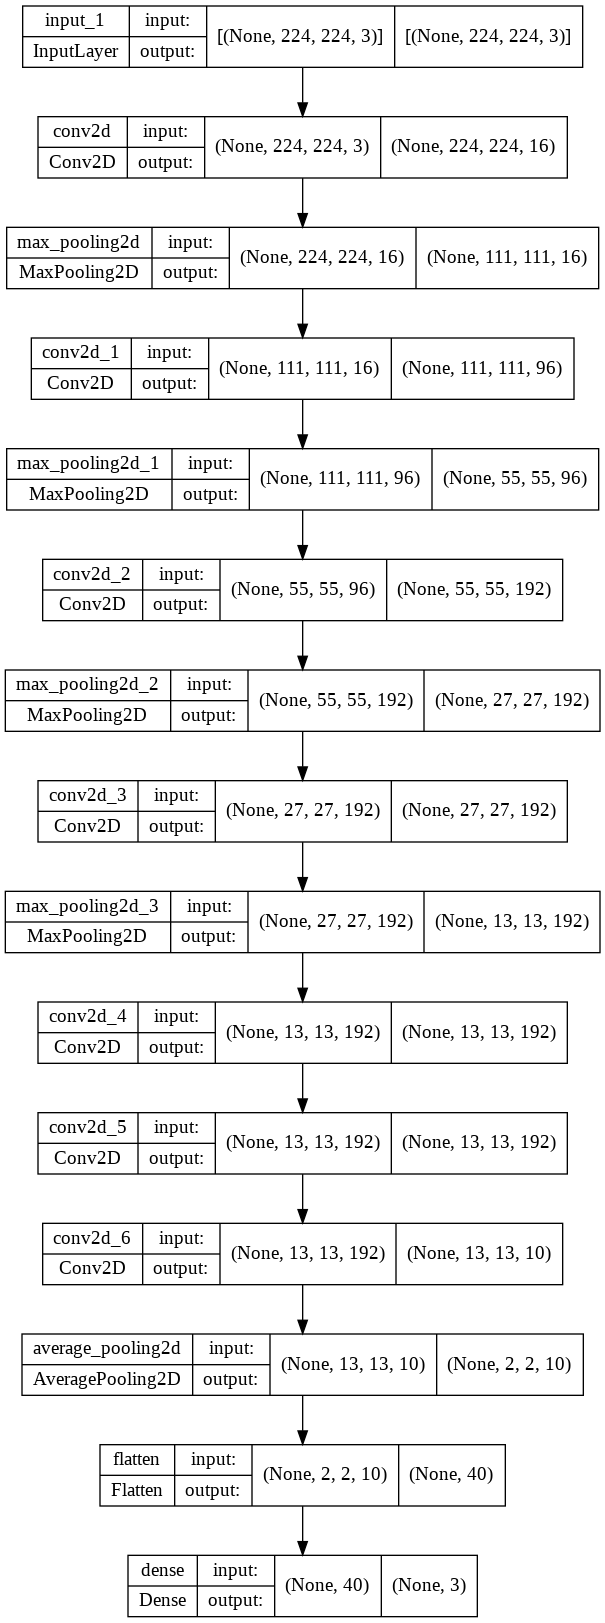 input_1 input: [(None, 224, 224, 3)] [(None, 224, 224, 3)]
InputLayer output:
conv2d input: (None, 224, 224, 3) (None, 224, 224, 16)
Conv2D output:
max_pooling2d input: (None, 224, 224, 16) (None, 111, 111, 16)
MaxPooling2D output:
conv2d_1 input: (None, 111, 111, 16) (None, 111, 111, 96)
Conv2D output:
max_pooling2d_1 input: (None, 111, 111, 96) (None, 55, 55, 96)
MaxPooling2D output:
conv2d_2 input: (None, 55, 55, 96) (None, 55, 55, 192)
Conv2D output:
max_pooling2d_2 input: (None, 55, 55, 192) (None, 27, 27, 192)
MaxPooling2D output:
conv2d_3 input: (None, 27, 27, 192) (None, 27, 27, 192)
Conv2D output:
max_pooling2d_3 input: (None, 27, 27, 192) (None, 13, 13, 192)
MaxPooling2D output:
conv2d_4 input: (None, 13, 13, 192) (None, 13, 13, 192)
Conv2D output:
conv2d_5 input: (None, 13, 13, 192) (None, 13, 13, 192)
Conv2D output:
conv2d_6 input: (None, 13, 13, 192) (None, 13, 13, 10)
Conv2D output:
average_pooling2d input: (None, 13, 13, 10) (None, 2, 2, 10)
AveragePooling2D output:
flatten input: (None, 2, 2, 10) (None, 40)
Flatten output:
dense input: (None, 40) (None, 3)
Dense output: